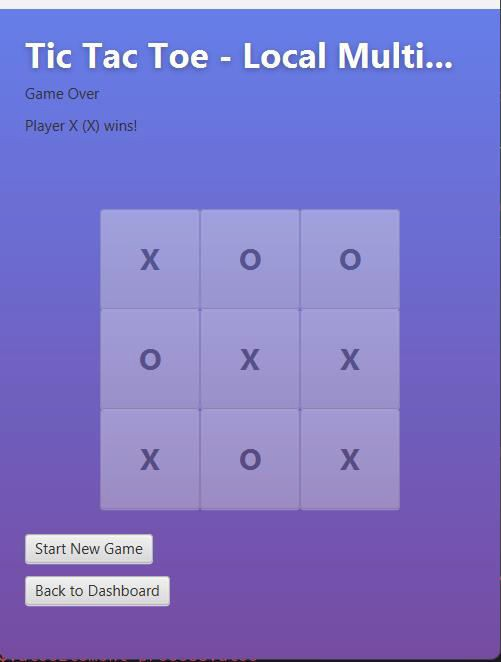 Tic Tac Toe - Local Multi...
Game Over
Player X (X) wins!
X O O
O X X
X O X
Start New Game
Back to Dashboard